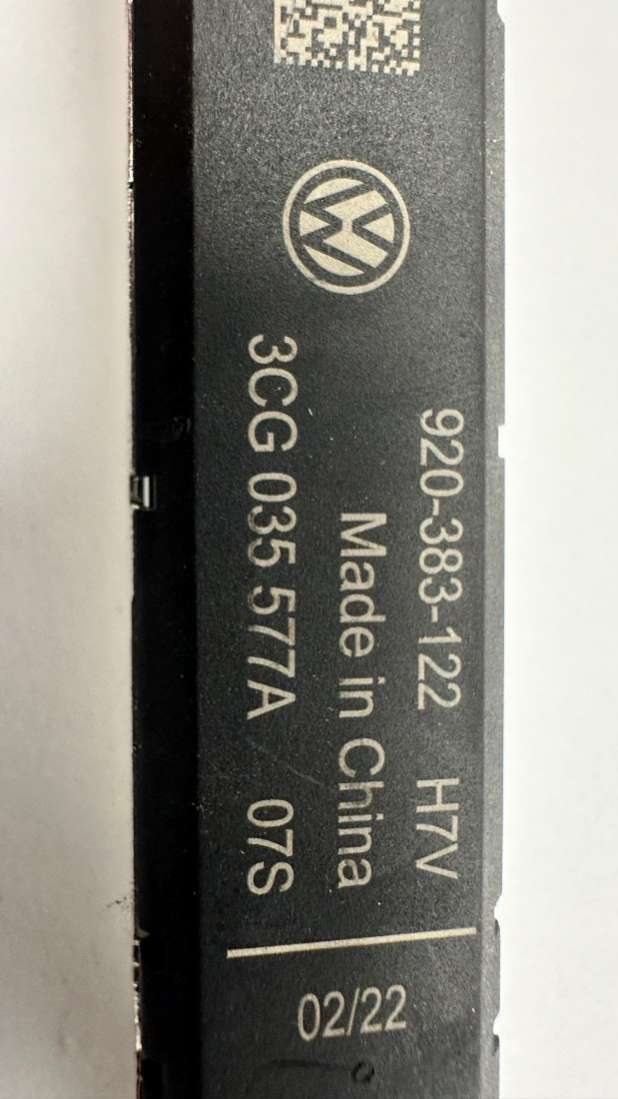 920-383-122 H7V
Made in China
3CG 035 577A 07S
02/22